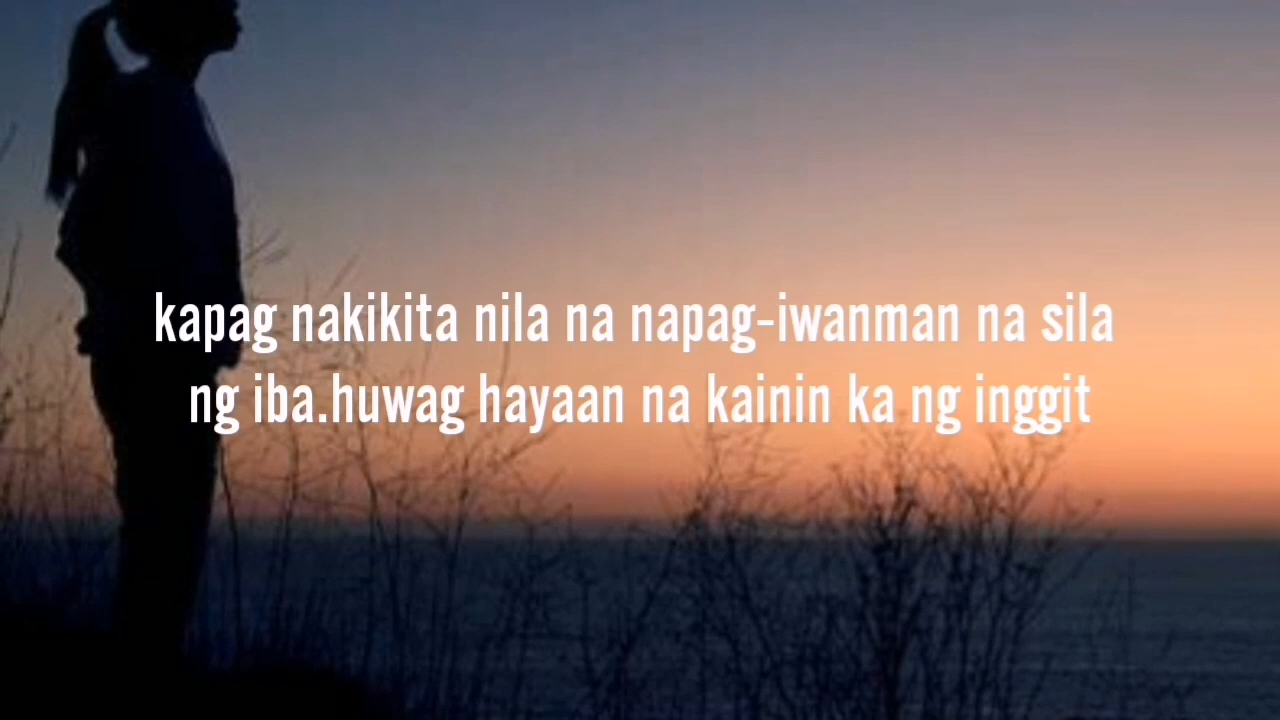 kapag nakikita nila na napag-iwanman na sila
ng iba.huwag hayaan na kainin ka ng inggit